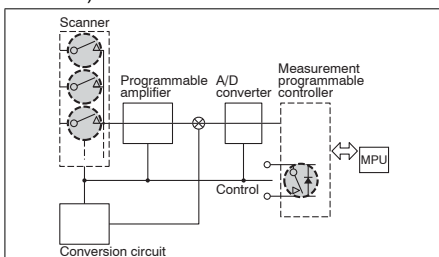 Scanner
Programmable
amplifier
A/D
converter
Measurement
programmable
controller
MPU
Control
Conversion circuit